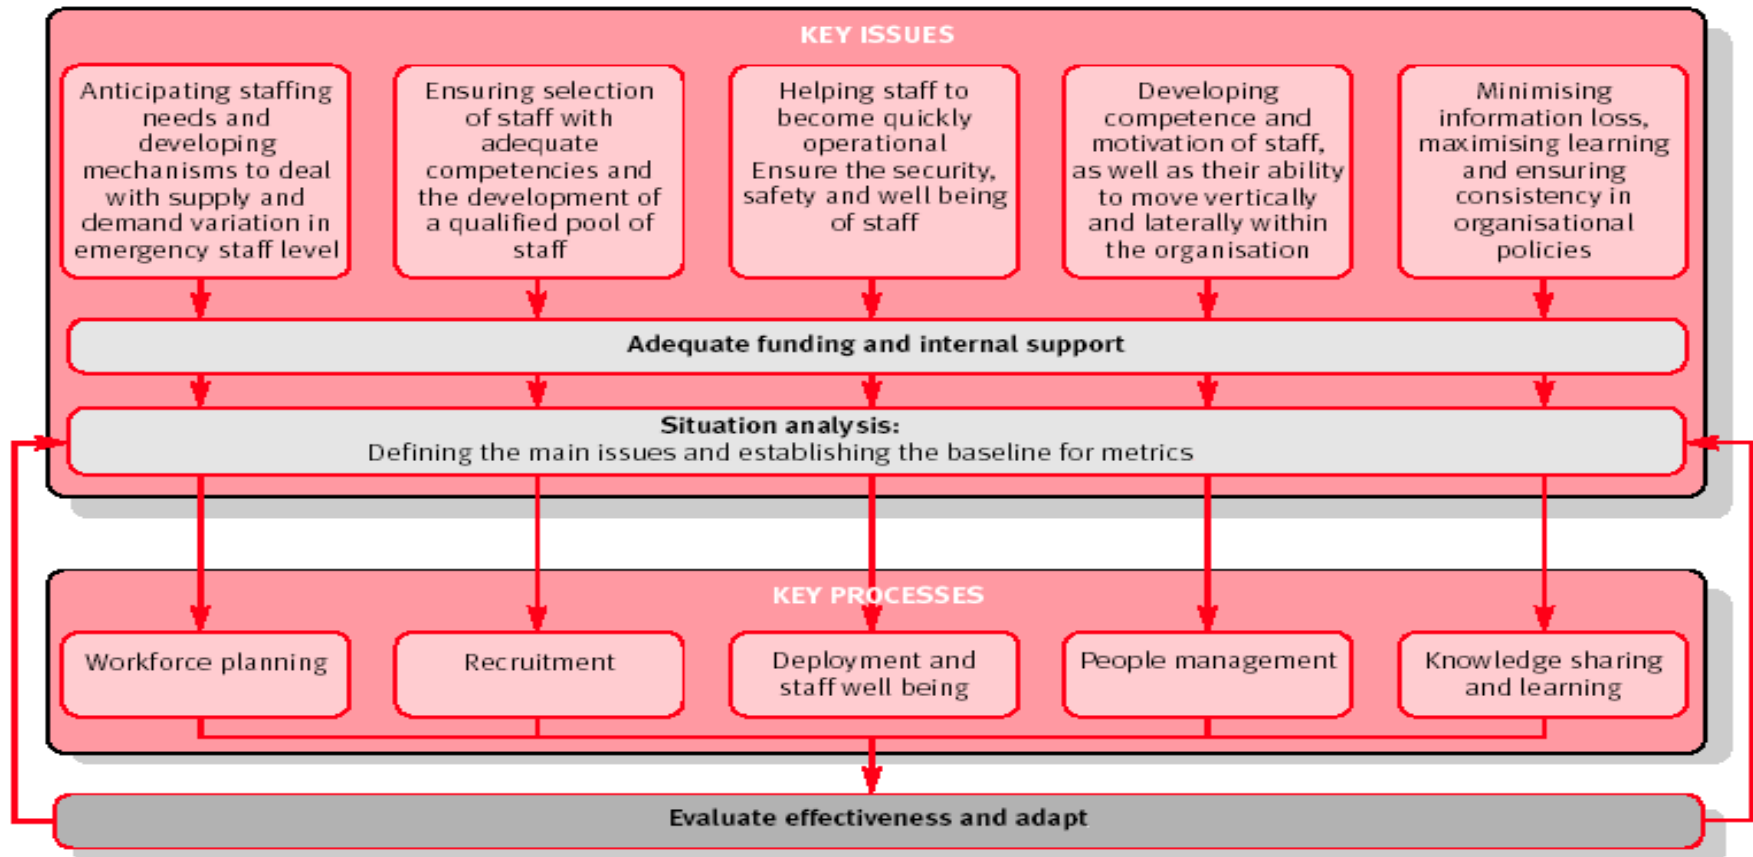 KEY ISSUES
Anticipating staffing
needs and
developing
mechanisms to deal
with supply and
demand variation in
emergency staff level
Ensuring selection
of staff with
adequate
competencies and
the development of
a qualified pool of
staff
Helping staff to
become quickly
operational
Ensure the security,
safety and well being
of staff
Developing
competence and
motivation of staff,
as well as their ability
to move vertically
and laterally within
the organisation
Minimising
information loss,
maximising learning
and ensuring
consistency in
organisational
policies
Adequate funding and internal support
Situation analysis:
Defining the main issues and establishing the baseline for metrics
KEY PROCESSES
Workforce planning
Recruitment
Deployment and
staff well being
People management
Knowledge sharing
and learning
Evaluate effectiveness and adapt